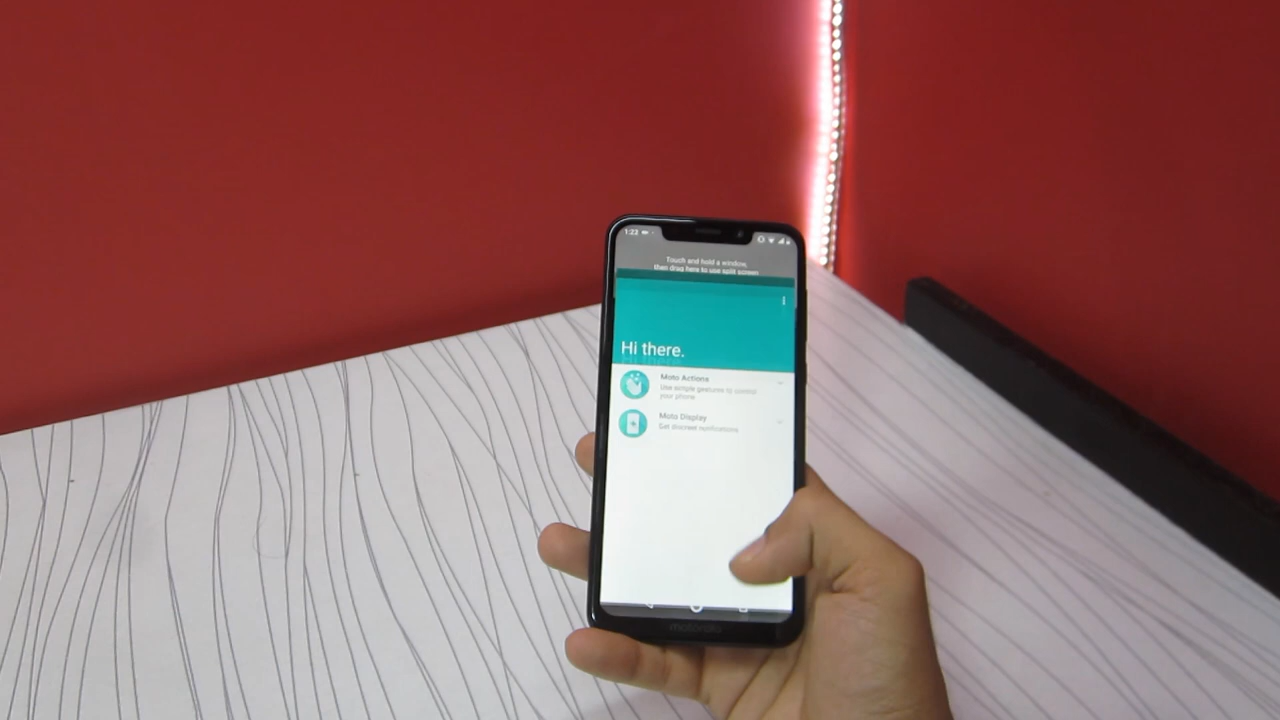 1:22
Touch and hold a window,
then drag here to use split screen
Hi there.
Moto Actions
Use simple gestures to control
your phone
Moto Display
Get discreet notifications
motorola